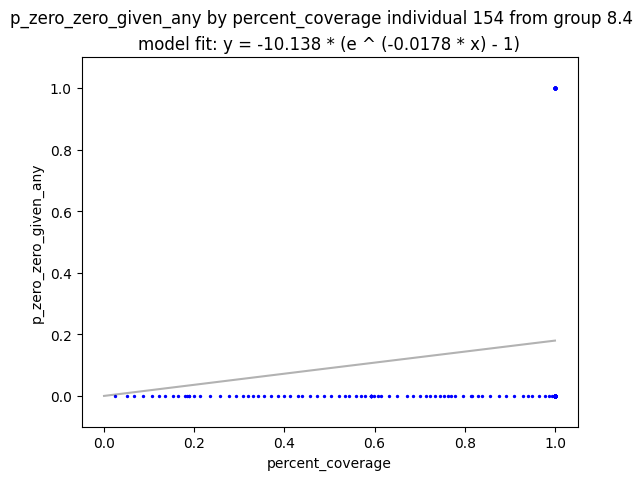 p_zero_zero_given_any by percent_coverage individual 154 from group 8.4
model fit: y = -10.138 * (e ^ (-0.0178 * x) - 1)
1.0
0.8
0.6
0.4
0.2
0.0
p_zero_zero_given_any
0.0 0.2 0.4 0.6 0.8 1.0
percent_coverage